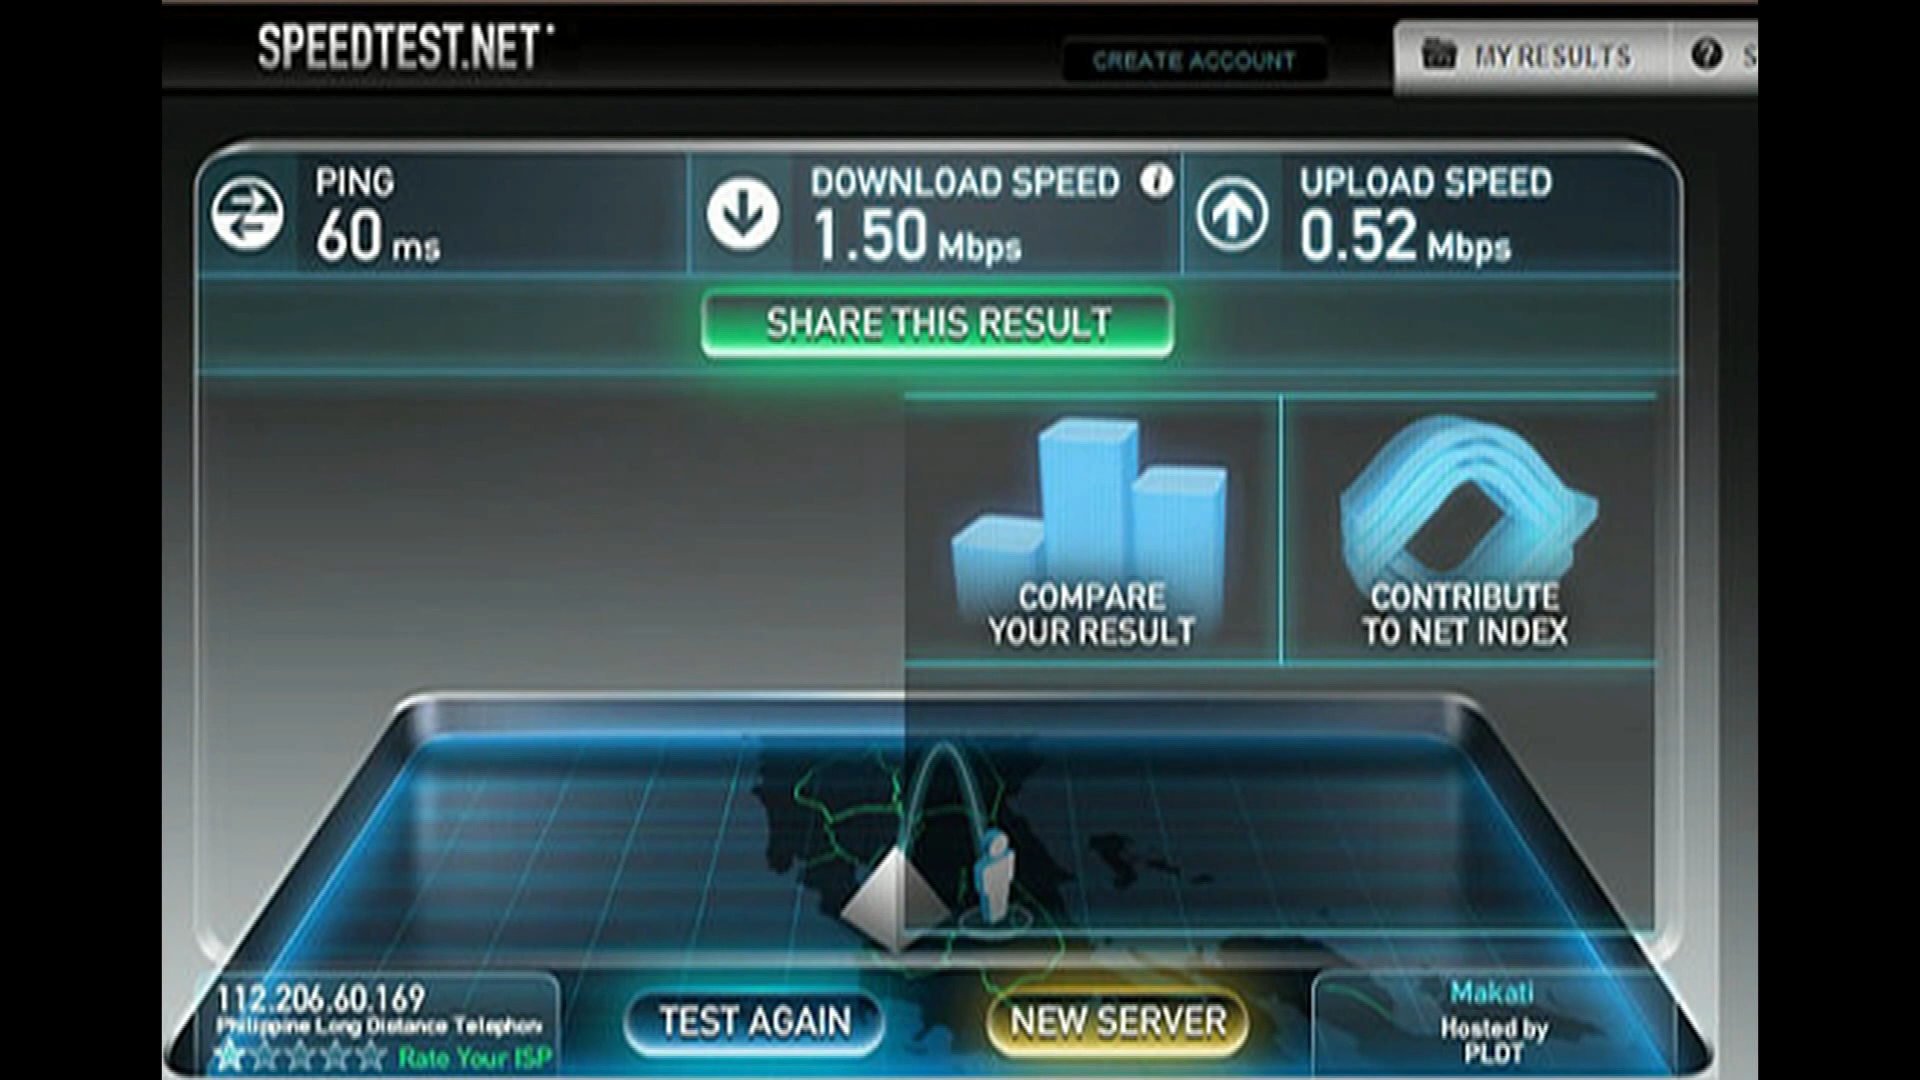 SPEEDTEST.NET
CREATE ACCOUNT
MY RESULTS
? S
PING
60 ms
DOWNLOAD SPEED i
1.50 Mbps
UPLOAD SPEED
0.52 Mbps
SHARE THIS RESULT
COMPARE
YOUR RESULT
CONTRIBUTE
TO NET INDEX
112.206.60.169
Philippine Long Distance Telephon
Rate Your ISP
TEST AGAIN
NEW SERVER
Makati
Hosted by
PLDT